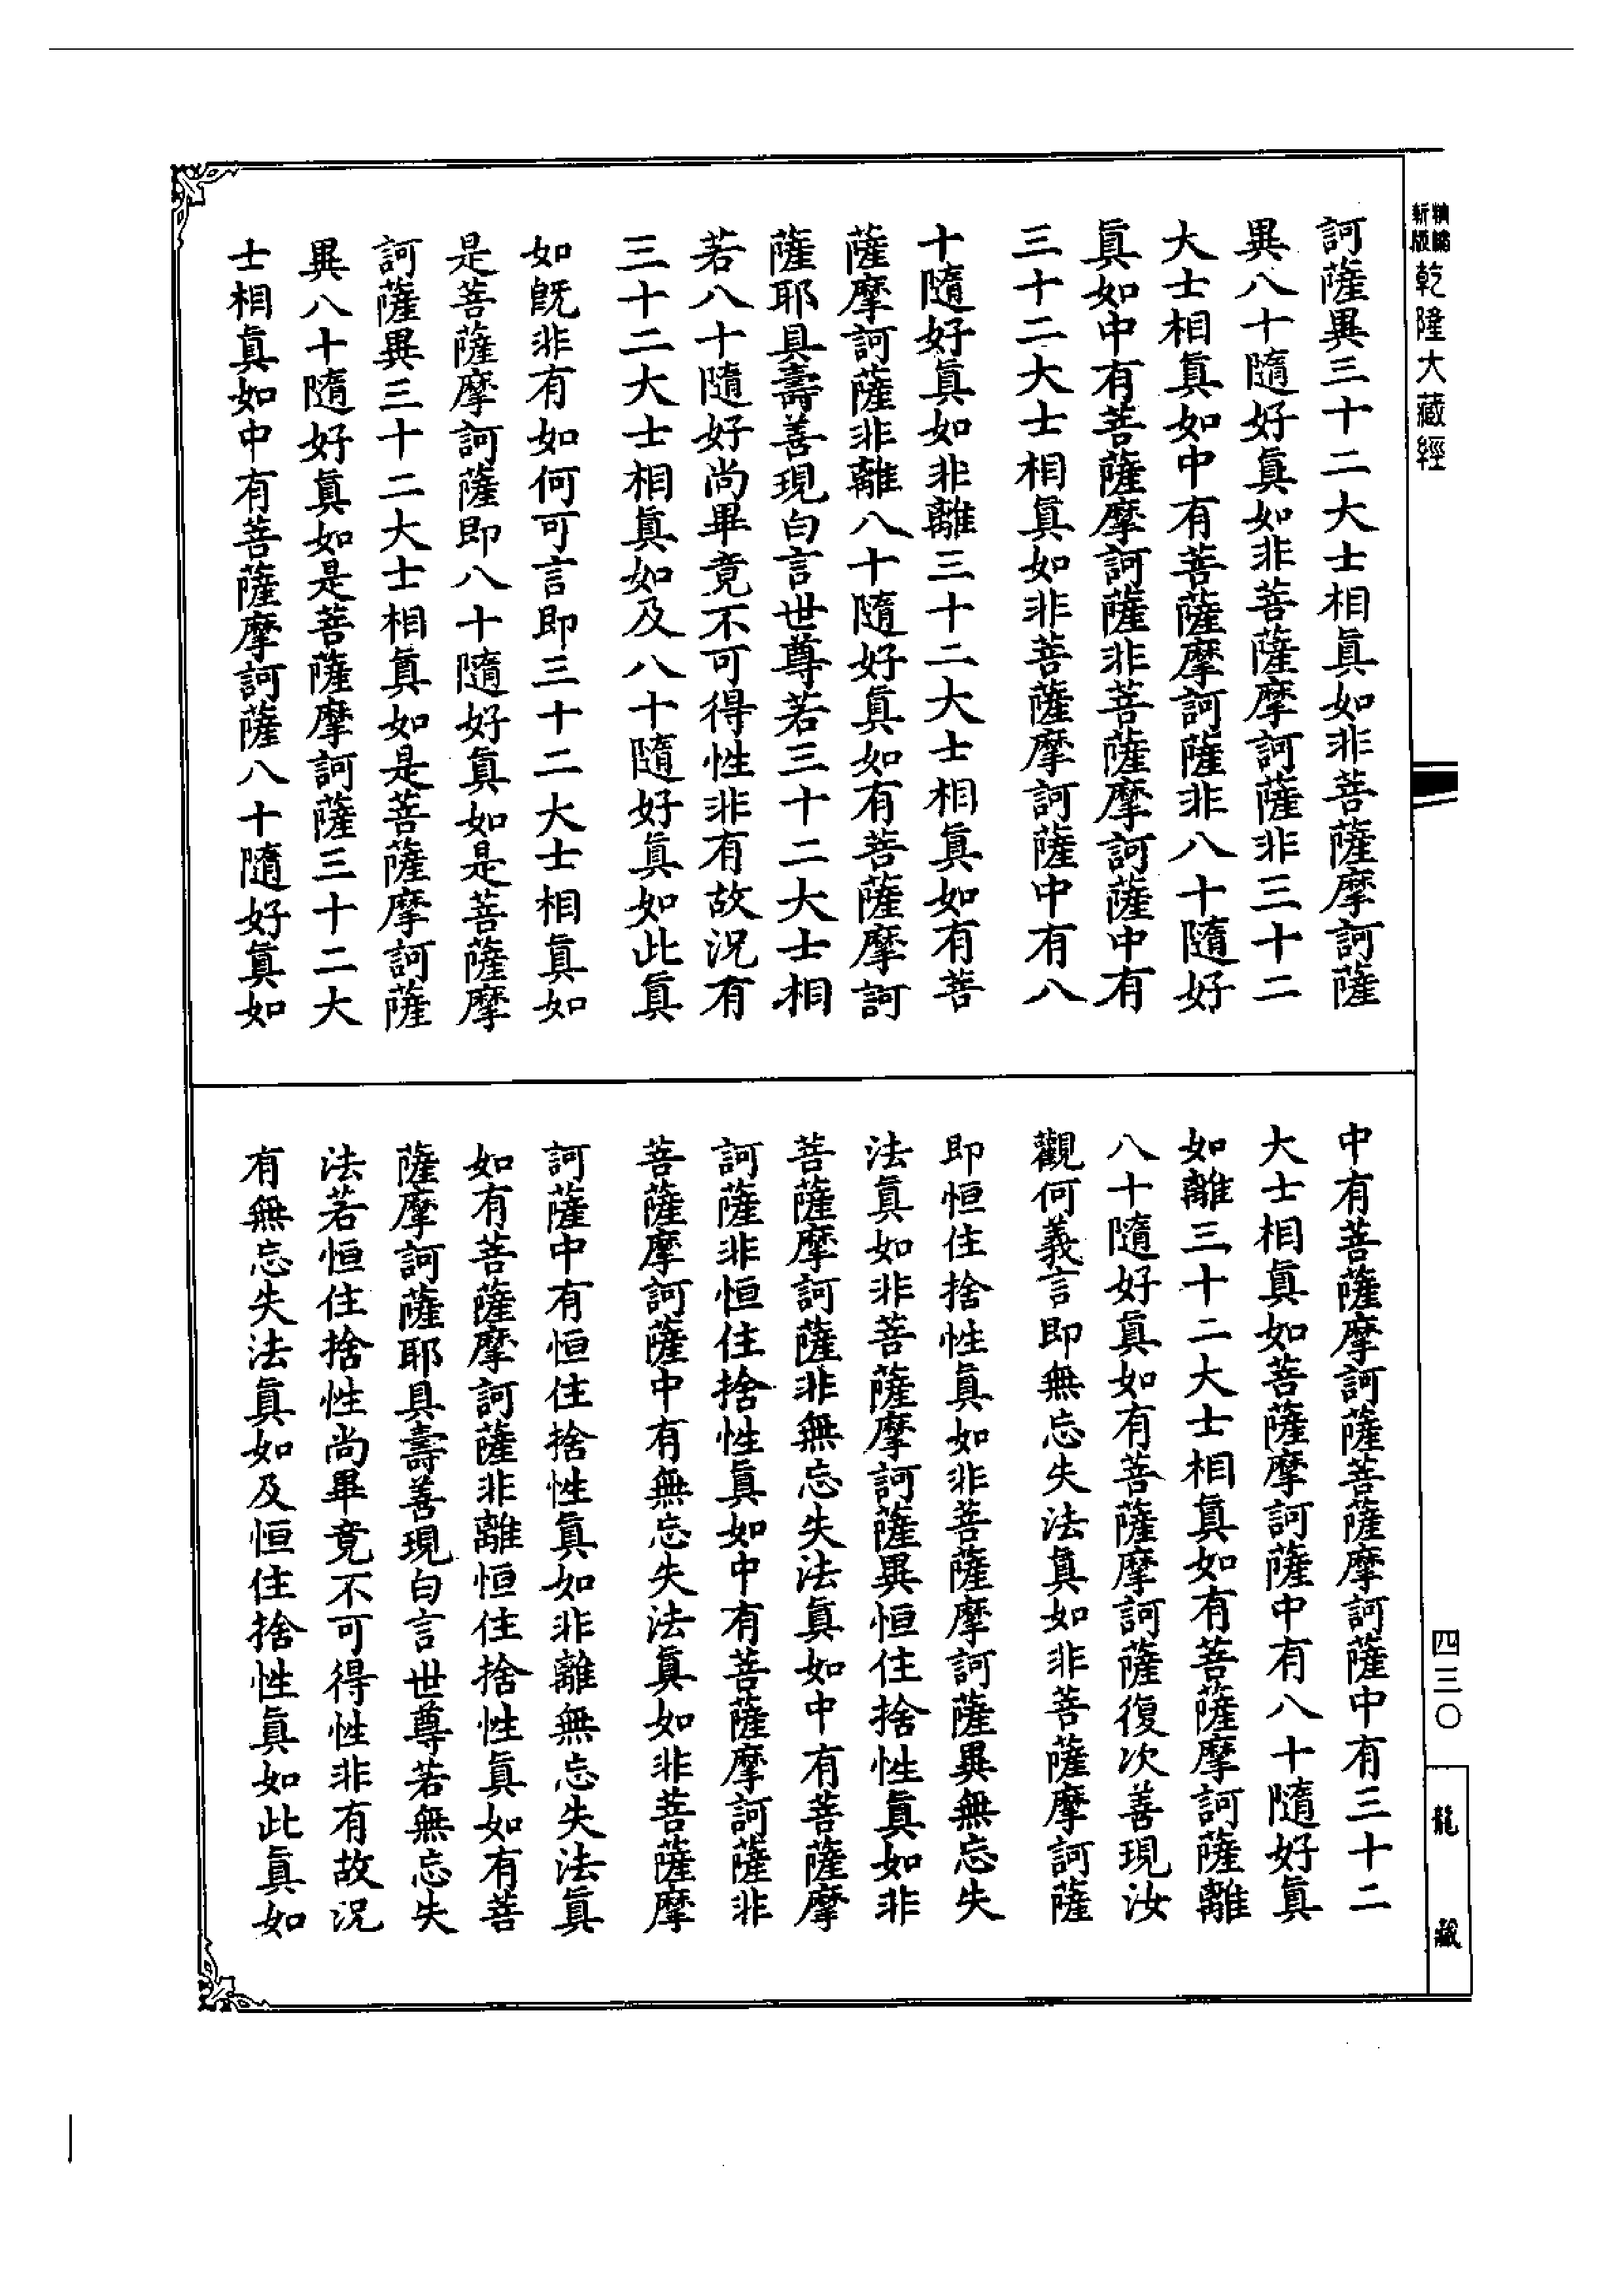 精編新版
乾隆大藏經
訶薩異三十二大士相真如非菩薩摩訶薩
異八十隨好真如非菩薩摩訶薩非三十二
大士相真如中有菩薩摩訶薩非八十隨好
真如中有菩薩摩訶薩非菩薩摩訶薩中有
三十二大士相真如非菩薩摩訶薩中有八
十隨好真如非離三十二大士相真如有菩
薩摩訶薩非離八十隨好真如有菩薩摩訶
薩耶具壽善現白言世尊若三十二大士相
若八十隨好尚畢竟不可得性非有故況有
三十二大士相真如及八十隨好真如此真
如旣非有如何可言即三十二大士相真如
是菩薩摩訶薩即八十隨好真如是菩薩摩
訶薩異三十二大士相真如是菩薩摩訶薩
異八十隨好真如是菩薩摩訶薩三十二大
士相真如中有菩薩摩訶薩八十隨好真如
中有菩薩摩訶薩菩薩摩訶薩中有三十二
大士相真如菩薩摩訶薩中有八十隨好真
如離三十二大士相真如有菩薩摩訶薩離
八十隨好真如有菩薩摩訶薩復次善現汝
觀何義言即無忘失法真如非菩薩摩訶薩
即恒住捨性真如非菩薩摩訶薩異無忘失
法真如非菩薩摩訶薩異恒住捨性真如非
菩薩摩訶薩非無忘失法真如中有菩薩摩
訶薩非恒住捨性真如中有菩薩摩訶薩非
菩薩摩訶薩中有無忘失法真如非菩薩摩
訶薩中有恒住捨性真如非離無忘失法真
如有菩薩摩訶薩非離恒住捨性真如有菩
薩摩訶薩耶具壽善現白言世尊若無忘失
法若恒住捨性尚畢竟不可得性非有故況
有無忘失法真如及恒住捨性真如此真如
四三〇
龍藏